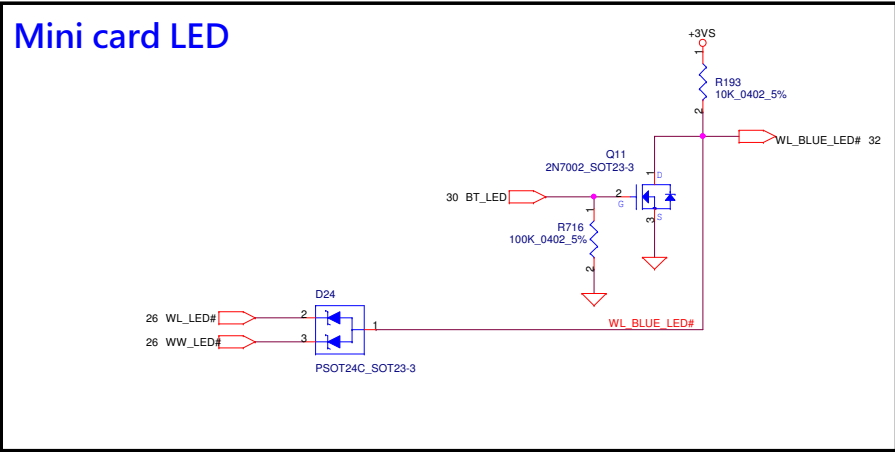 Mini card LED
+3VS
1
R193
10K_0402_5%
2
WL_BLUE_LED# 32
Q11
2N7002_SOT23-3
1
D
30 BT_LED
2
G
3
S
1
R716
100K_0402_5%
2
D24
26 WL_LED#
2
1
WL_BLUE_LED#
26 WW_LED#
3
PSOT24C_SOT23-3